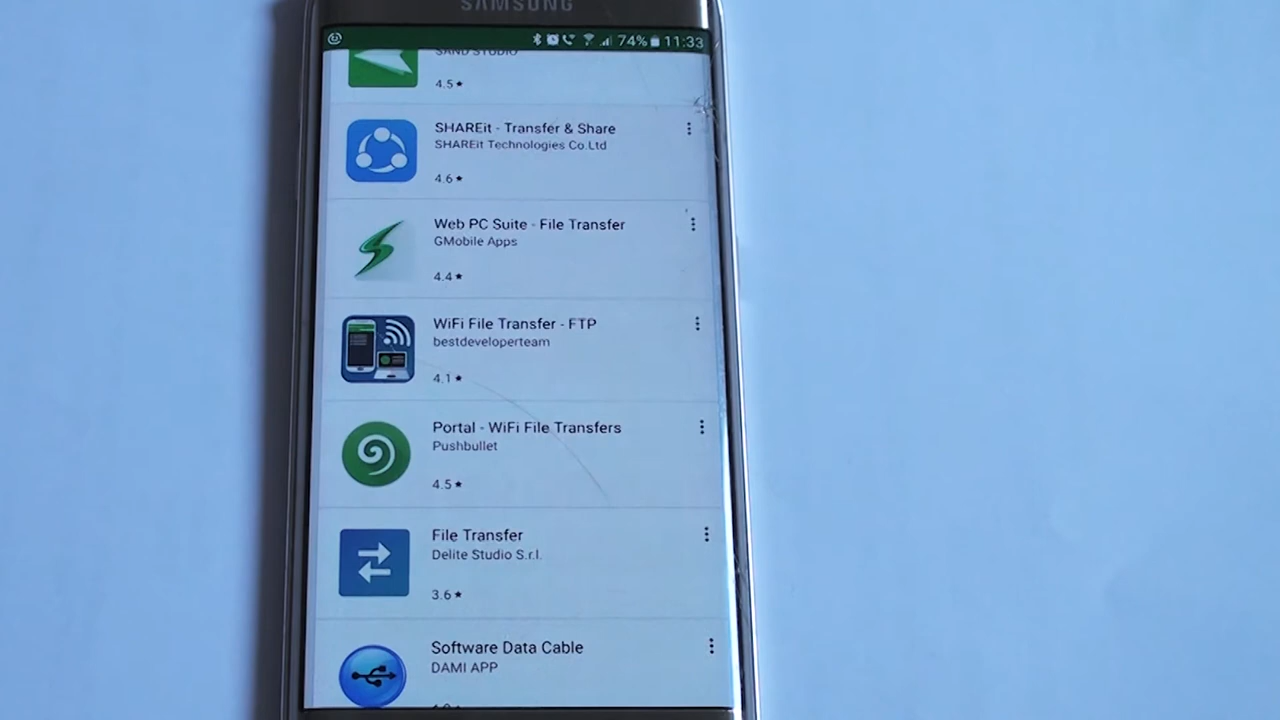 SAMSUNG
74% 11:33
SAND STUDIO
4.5★
SHAREit - Transfer & Share
SHAREit Technologies Co.Ltd
4.6★
Web PC Suite - File Transfer
GMobile Apps
4.4★
WiFi File Transfer - FTP
bestdeveloperteam
4.1★
Portal - WiFi File Transfers
Pushbullet
4.5★
File Transfer
Delite Studio S.r.l.
3.6★
Software Data Cable
DAMI APP